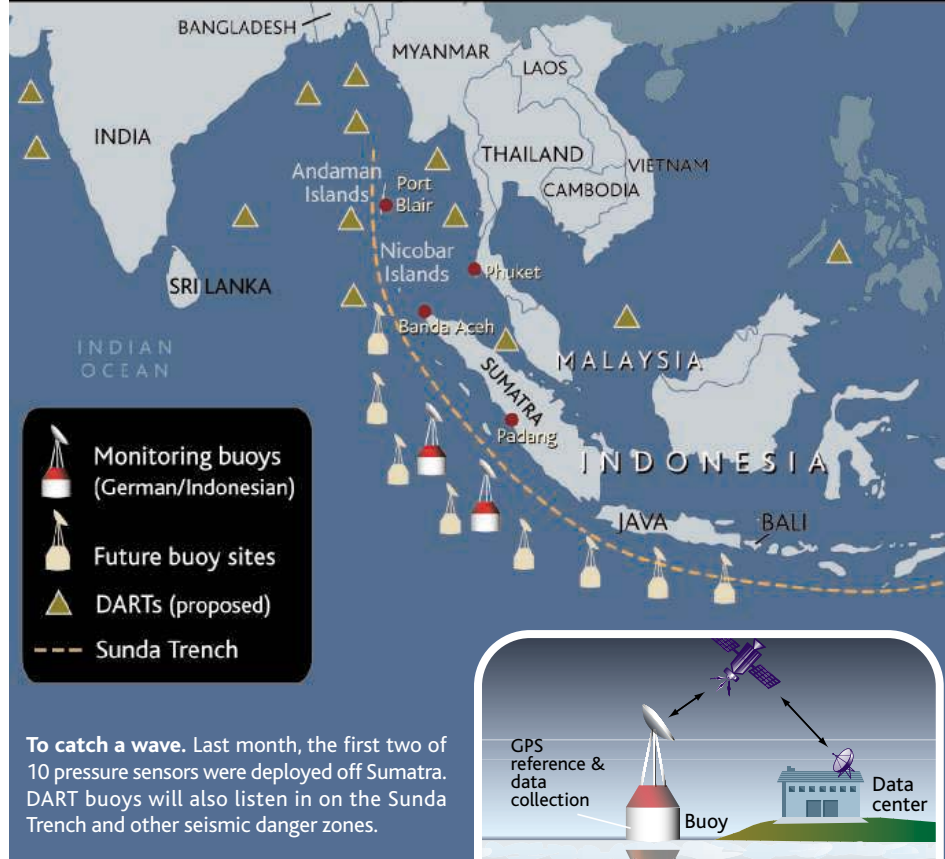 BANGLADESH
MYANMAR
LAOS
INDIA
THAILAND
VIETNAM
CAMBODIA
Andaman
Islands
Port
Blair
Nicobar
Islands
Phuket
SRI LANKA
Banda Aceh
INDIAN
OCEAN
MALAYSIA
SUMATRA
Padang
INDONESIA
JAVA
BALI
Monitoring buoys
(German/Indonesian)
Future buoy sites
DARTs (proposed)
Sunda Trench
To catch a wave. Last month, the first two of
10 pressure sensors were deployed off Sumatra.
DART buoys will also listen in on the Sunda
Trench and other seismic danger zones.
GPS
reference &
data
collection
Buoy
Data
center